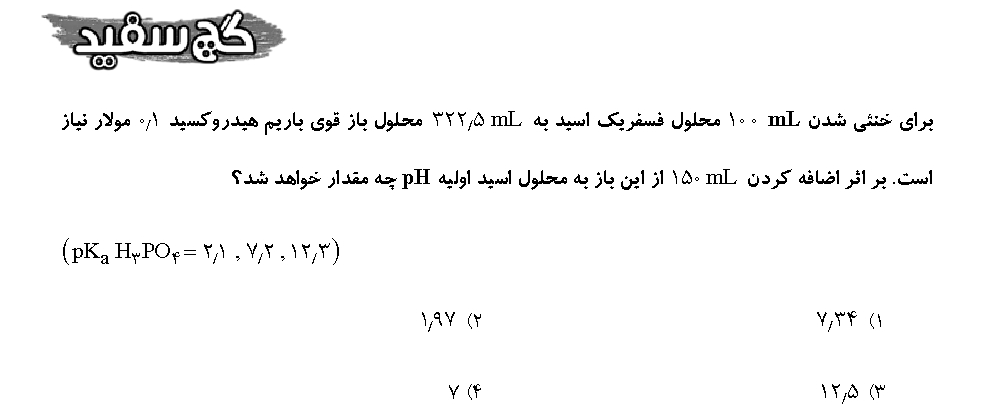 گچ سفید
برای خنثی شدن ۱۰۰ mL محلول فسفریک اسید به ۳۲۲٫۵ mL محلول باز قوی باریم هیدروکسید ۰٫۱ مولار نیاز
است. بر اثر اضافه کردن ۱۵۰ mL از این باز به محلول اسید اولیه pH چه مقدار خواهد شد؟
(pKa H۳PO۴ = ۲٫۱ , ۷٫۲ , ۱۲٫۳)
۱) ۷٫۳۴ ۲) ۱٫۹۷
۳) ۱۲٫۵ ۴) ۷